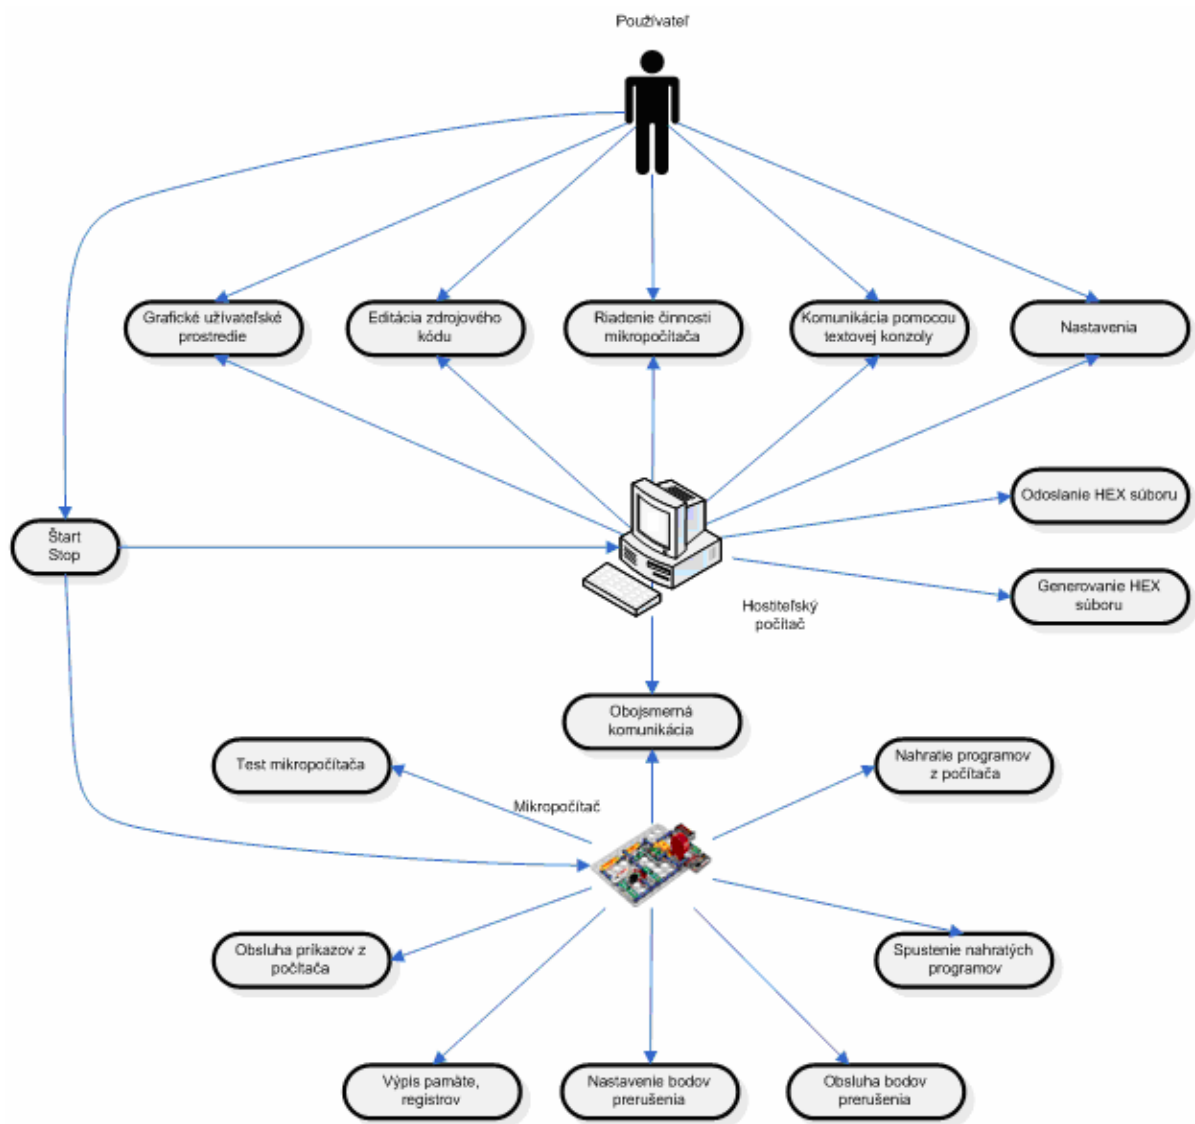 Používateľ
Grafické užívateľské
prostredie
Editácia zdrojového
kódu
Riadenie činnosti
mikropočítača
Komunikácia pomocou
textovej konzoly
Nastavenia
Odoslanie HEX súboru
Štart
Stop
Generovanie HEX
súboru
Hostiteľský
počítač
Obojsmerná
komunikácia
Test mikropočítača
Nahratie programov
z počítača
Mikropočítač
Obsluha príkazov z
počítača
Spustenie nahratých
programov
Výpis pamäte,
registrov
Nastavenie bodov
prerušenia
Obsluha bodov
prerušenia